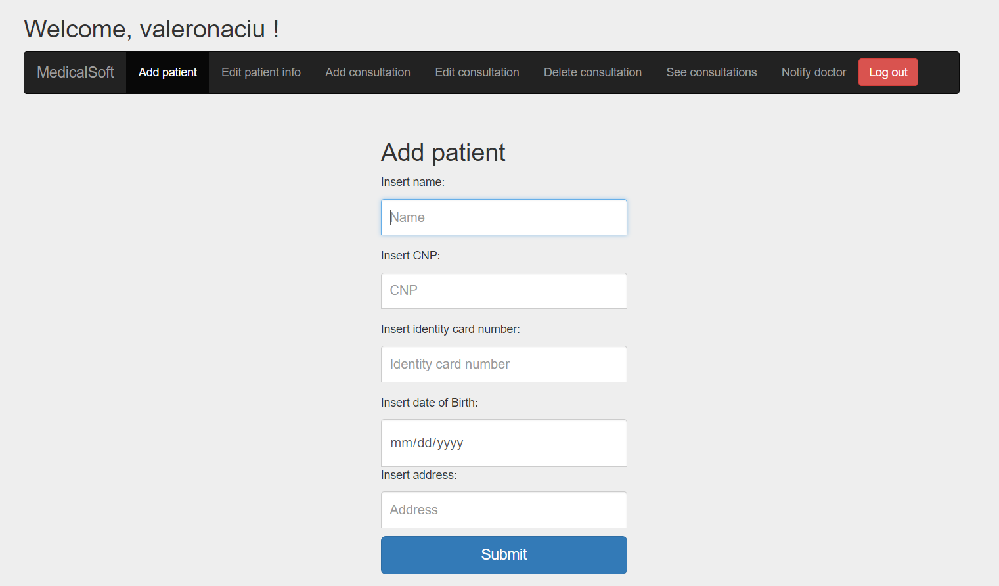 Welcome, valeronaciu !
MedicalSoft Add patient Edit patient info Add consultation Edit consultation Delete consultation See consultations Notify doctor Log out
Add patient
Insert name:
Name
Insert CNP:
CNP
Insert identity card number:
Identity card number
Insert date of Birth:
mm/dd/yyyy
Insert address:
Address
Submit